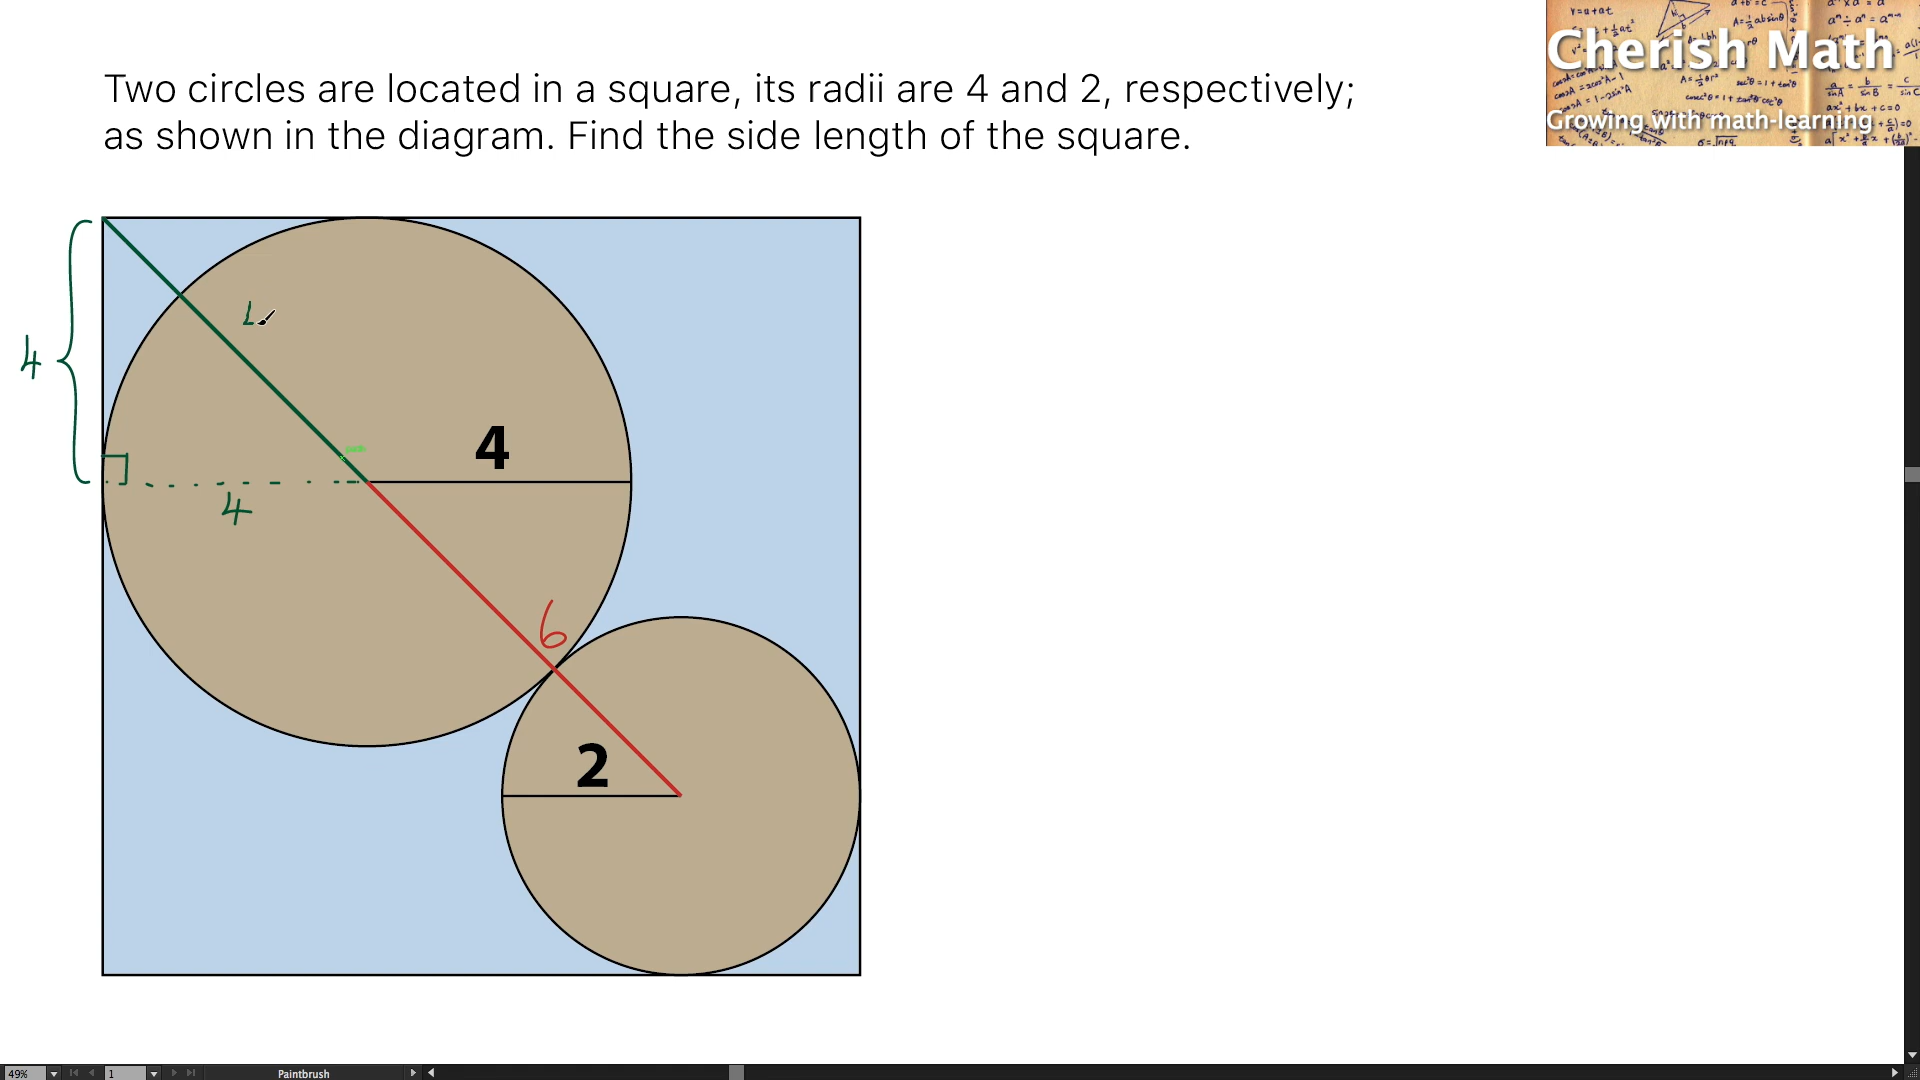 Two circles are located in a square, its radii are 4 and 2, respectively;
as shown in the diagram. Find the side length of the square.
Cherish Math
Growing with math-learning
4
4
4
6
2
49%
1
Paintbrush